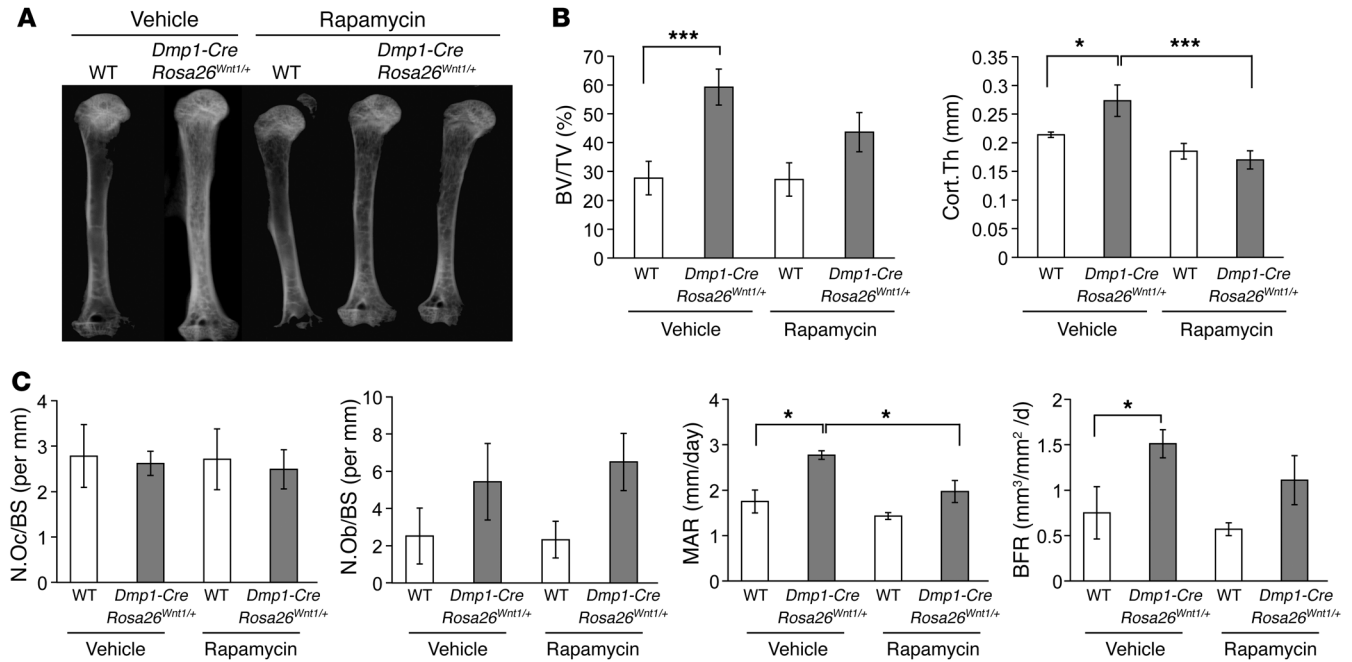 A
Vehicle
Rapamycin
WT
Dmp1-Cre
Rosa26Wnt1/+
WT
Dmp1-Cre
Rosa26Wnt1/+
B
***
BV/TV (%)
70
60
50
40
30
20
10
0
WT
Dmp1-Cre
Rosa26Wnt1/+
WT
Dmp1-Cre
Rosa26Wnt1/+
Vehicle
Rapamycin
*
***
Cort.Th (mm)
0.35
0.3
0.25
0.2
0.15
0.1
0.05
0
WT
Dmp1-Cre
Rosa26Wnt1/+
WT
Dmp1-Cre
Rosa26Wnt1/+
Vehicle
Rapamycin
C
N.Oc/BS (per mm)
4
3
2
1
0
WT
Dmp1-Cre
Rosa26Wnt1/+
WT
Dmp1-Cre
Rosa26Wnt1/+
Vehicle
Rapamycin
N.Ob/BS (per mm)
10
8
6
4
2
0
WT
Dmp1-Cre
Rosa26Wnt1/+
WT
Dmp1-Cre
Rosa26Wnt1/+
Vehicle
Rapamycin
*
*
MAR (mm/day)
4
3
2
1
0
WT
Dmp1-Cre
Rosa26Wnt1/+
WT
Dmp1-Cre
Rosa26Wnt1/+
Vehicle
Rapamycin
*
BFR (mm³/mm² /d)
2
1.5
1
0.5
0
WT
Dmp1-Cre
Rosa26Wnt1/+
WT
Dmp1-Cre
Rosa26Wnt1/+
Vehicle
Rapamycin